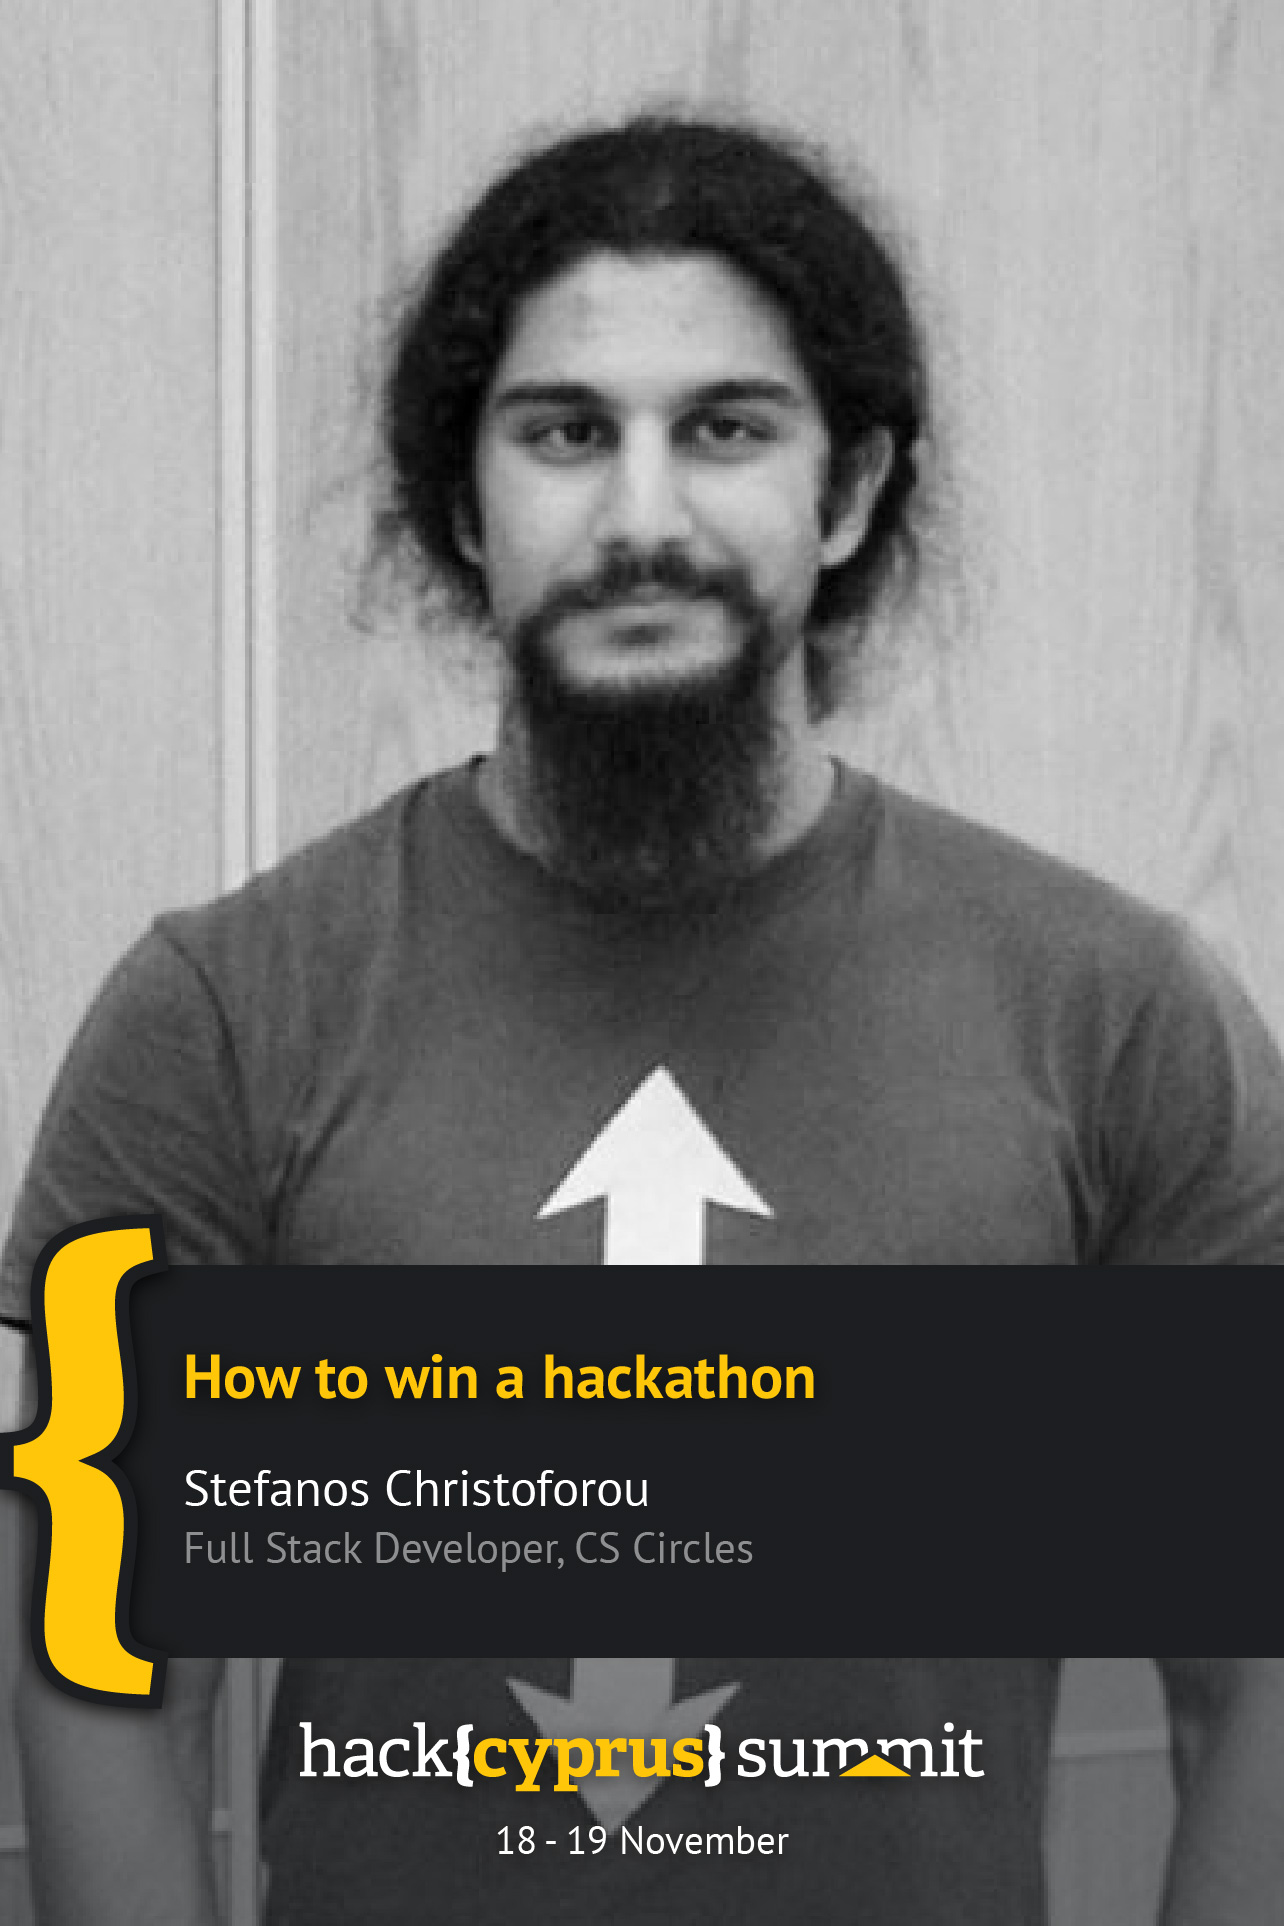 How to win a hackathon
Stefanos Christoforou
Full Stack Developer, CS Circles
hack{cyprus}summit
18 - 19 November